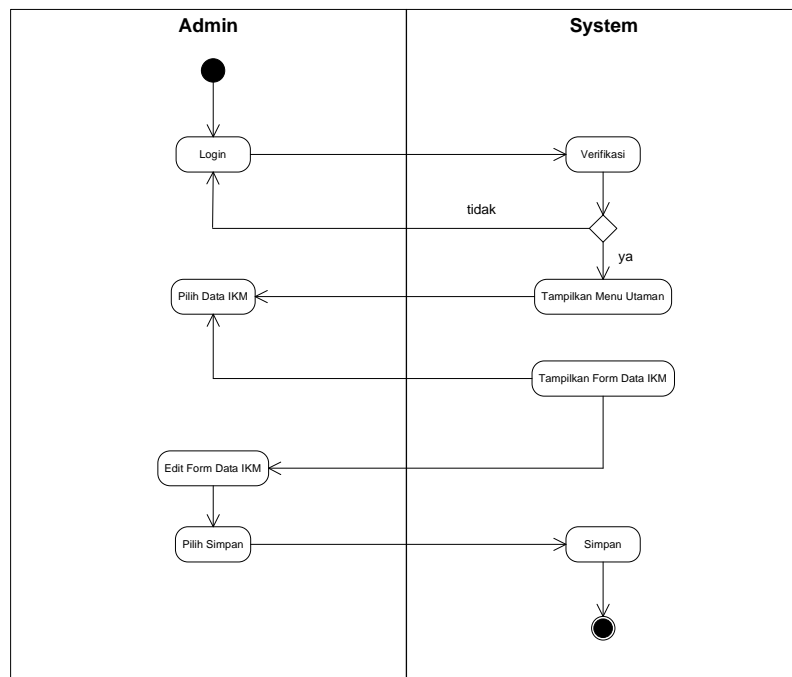 Admin
System
Login
Verifikasi
tidak
ya
Pilih Data IKM
Tampilkan Menu Utaman
Tampilkan Form Data IKM
Edit Form Data IKM
Pilih Simpan
Simpan